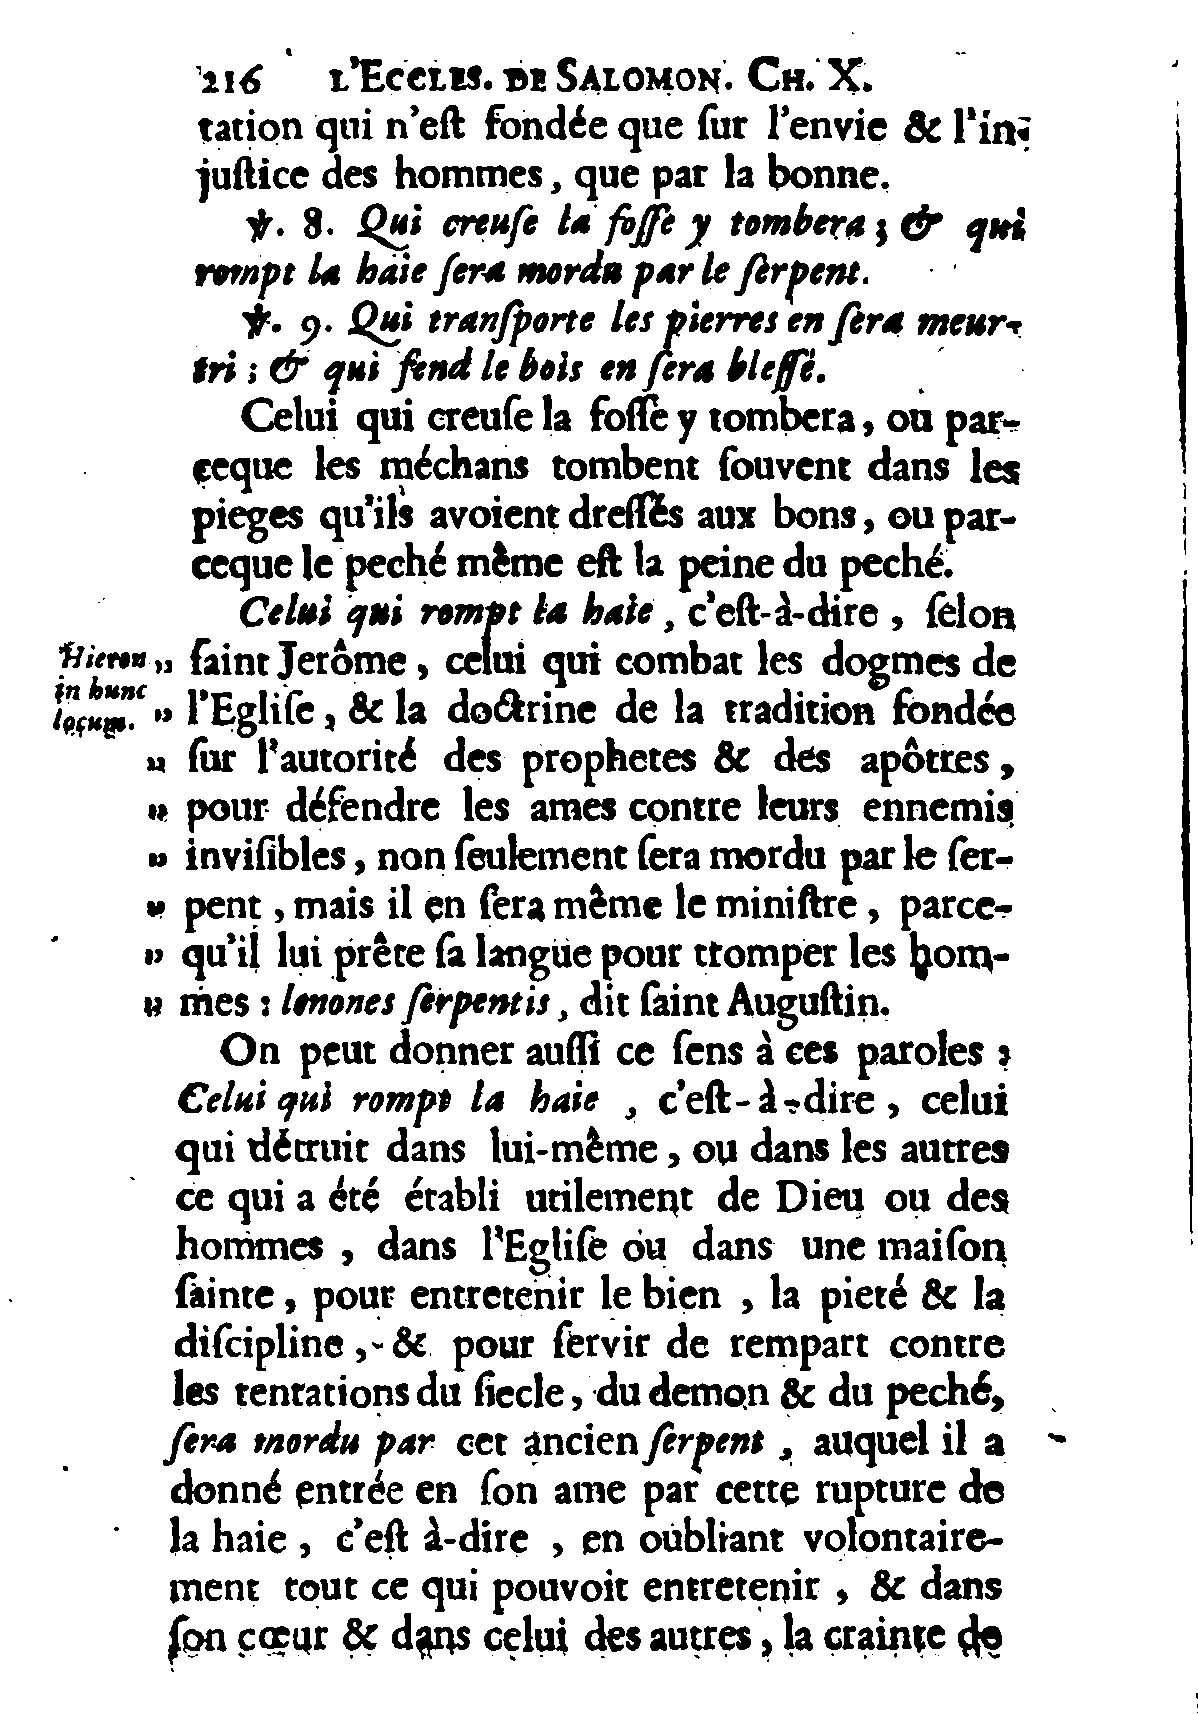 216 L'ECCLES. DE SALOMON. CH. X.
tation qui n'eſt fondée que ſur l'envie & l'in-
juſtice des hommes, que par la bonne.
℣. 8. Qui creuſe la foſſe y tombera ; & qui
rompt la haie ſera mordu par le ſerpent.
℣. 9. Qui tranſporte les pierres en ſera meur-
tri ; & qui fend le bois en ſera bleſſé.
Celui qui creuſe la foſſe y tombera, ou par-
ceque les méchans tombent ſouvent dans les
pieges qu'ils avoient dreſſés aux bons, ou par-
ceque le peché même eſt la peine du peché.
Celui qui rompt la haie, c'eſt-à-dire, ſelon
Hieron „ ſaint Jerôme, celui qui combat les dogmes de
in hunc
locum. „ l'Egliſe, & la doctrine de la tradition fondée
„ ſur l'autorité des prophetes & des apôtres,
„ pour défendre les ames contre leurs ennemis
„ inviſibles, non ſeulement ſera mordu par le ſer-
„ pent, mais il en ſera même le miniſtre, parce-
„ qu'il lui prête ſa langue pour tromper les hom-
„ mes : lenones ſerpentis, dit ſaint Auguſtin.
On peut donner auſſi ce ſens à ces paroles :
Celui qui rompt la haie, c'eſt-à-dire, celui
qui détruit dans lui-même, ou dans les autres
ce qui a été établi utilement de Dieu ou des
hommes, dans l'Egliſe ou dans une maiſon
ſainte, pour entretenir le bien, la pieté & la
diſcipline, & pour ſervir de rempart contre
les tentations du ſiecle, du demon & du peché,
ſera mordu par cet ancien ſerpent, auquel il a
donné entrée en ſon ame par cette rupture de
la haie, c'eſt à-dire, en oubliant volontaire-
ment tout ce qui pouvoit entretenir, & dans
ſon cœur & dans celui des autres, la crainte de